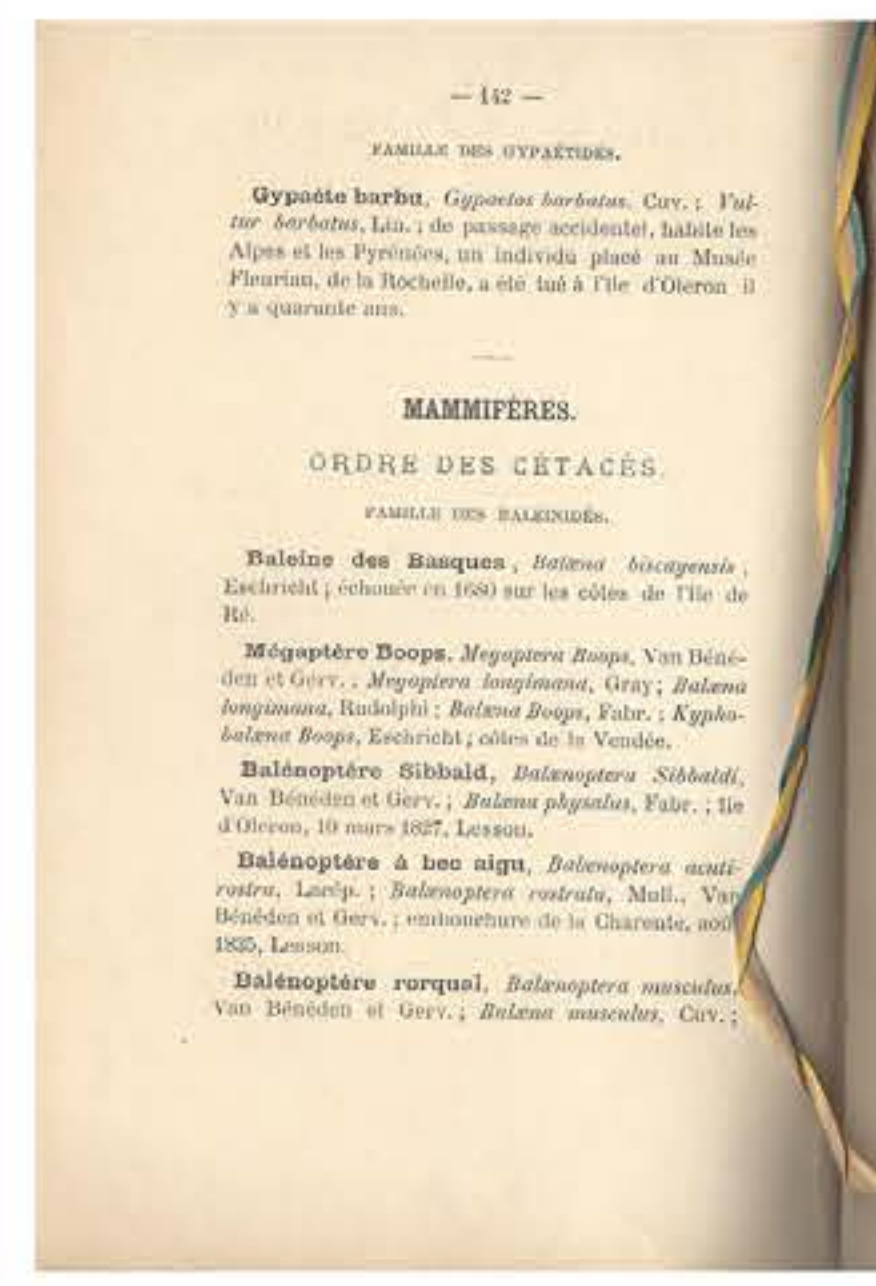 — 142 —
FAMILLE DES GYPAÉTIDES.
Gypaéte barbu, Gypaetos barbatus, Cuv. ; Vul-
tur barbatus, Lin. ; de passage accidentel, habite les
Alpes et les Pyrénées, un individu placé au Musée
Fleuriau, de la Rochelle, a été tué à l'île d'Oleron il
y a quarante ans.
MAMMIFÈRES.
ORDRE DES CÉTACÉS.
FAMILLE DES BALEINIDÉS.
Baleine des Basques, Balæna biscayensis,
Eschricht ; échouée en 1680 sur les côtes de l'île de
Ré.
Mégaptère Boops, Megaptera Boops, Van Béné-
den et Gerv., Megaptera longimana, Gray ; Balæna
longimana, Rudolphi ; Balæna Boops, Fabr. ; Kypho-
balæna Boops, Eschricht ; côtes de la Vendée.
Balénoptère Sibbald, Balænoptera Sibbaldi,
Van Bénéden et Gerv. ; Balæna physalus, Fabr. ; île
d'Oleron, 10 mars 1827, Lesson.
Balénoptère à bec aigu, Balænoptera acuti-
rostra, Lacép. ; Balænoptera rostrata, Mull., Van
Bénéden et Gerv. ; embouchure de la Charente, aoû
1835, Lesson.
Balénoptère rorqual, Balænoptera musculus,
Van Bénéden et Gerv. ; Balæna musculus, Cuv. ;